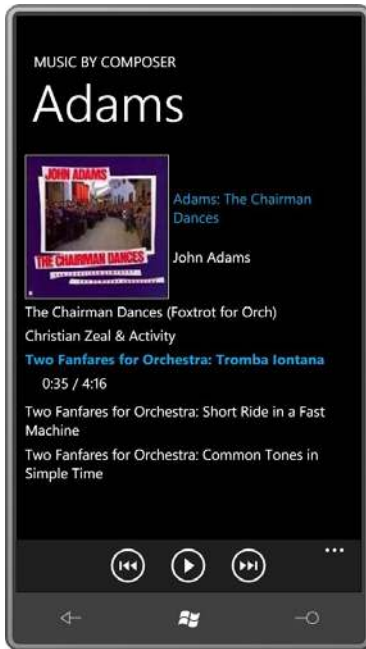 MUSIC BY COMPOSER
Adams
JOHN ADAMS
THE CHAIRMAN DANCES
Adams: The Chairman
Dances
John Adams
The Chairman Dances (Foxtrot for Orch)
Christian Zeal & Activity
Two Fanfares for Orchestra: Tromba lontana
0:35 / 4:16
Two Fanfares for Orchestra: Short Ride in a Fast
Machine
Two Fanfares for Orchestra: Common Tones in
Simple Time